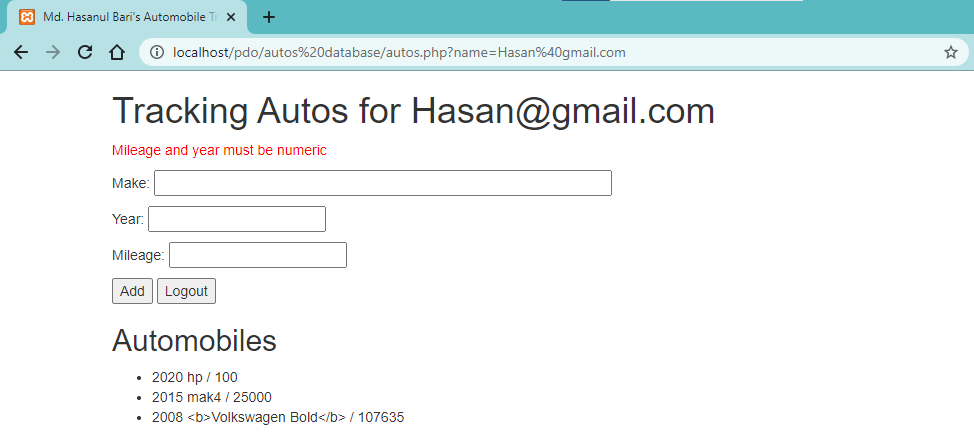 Md. Hasanul Bari's Automobile Tr
localhost/pdo/autos%20database/autos.php?name=Hasan%40gmail.com
Tracking Autos for Hasan@gmail.com
Mileage and year must be numeric
Make:
Year:
Mileage:
Add Logout
Automobiles
• 2020 hp / 100
• 2015 mak4 / 25000
• 2008 <b>Volkswagen Bold</b> / 107635